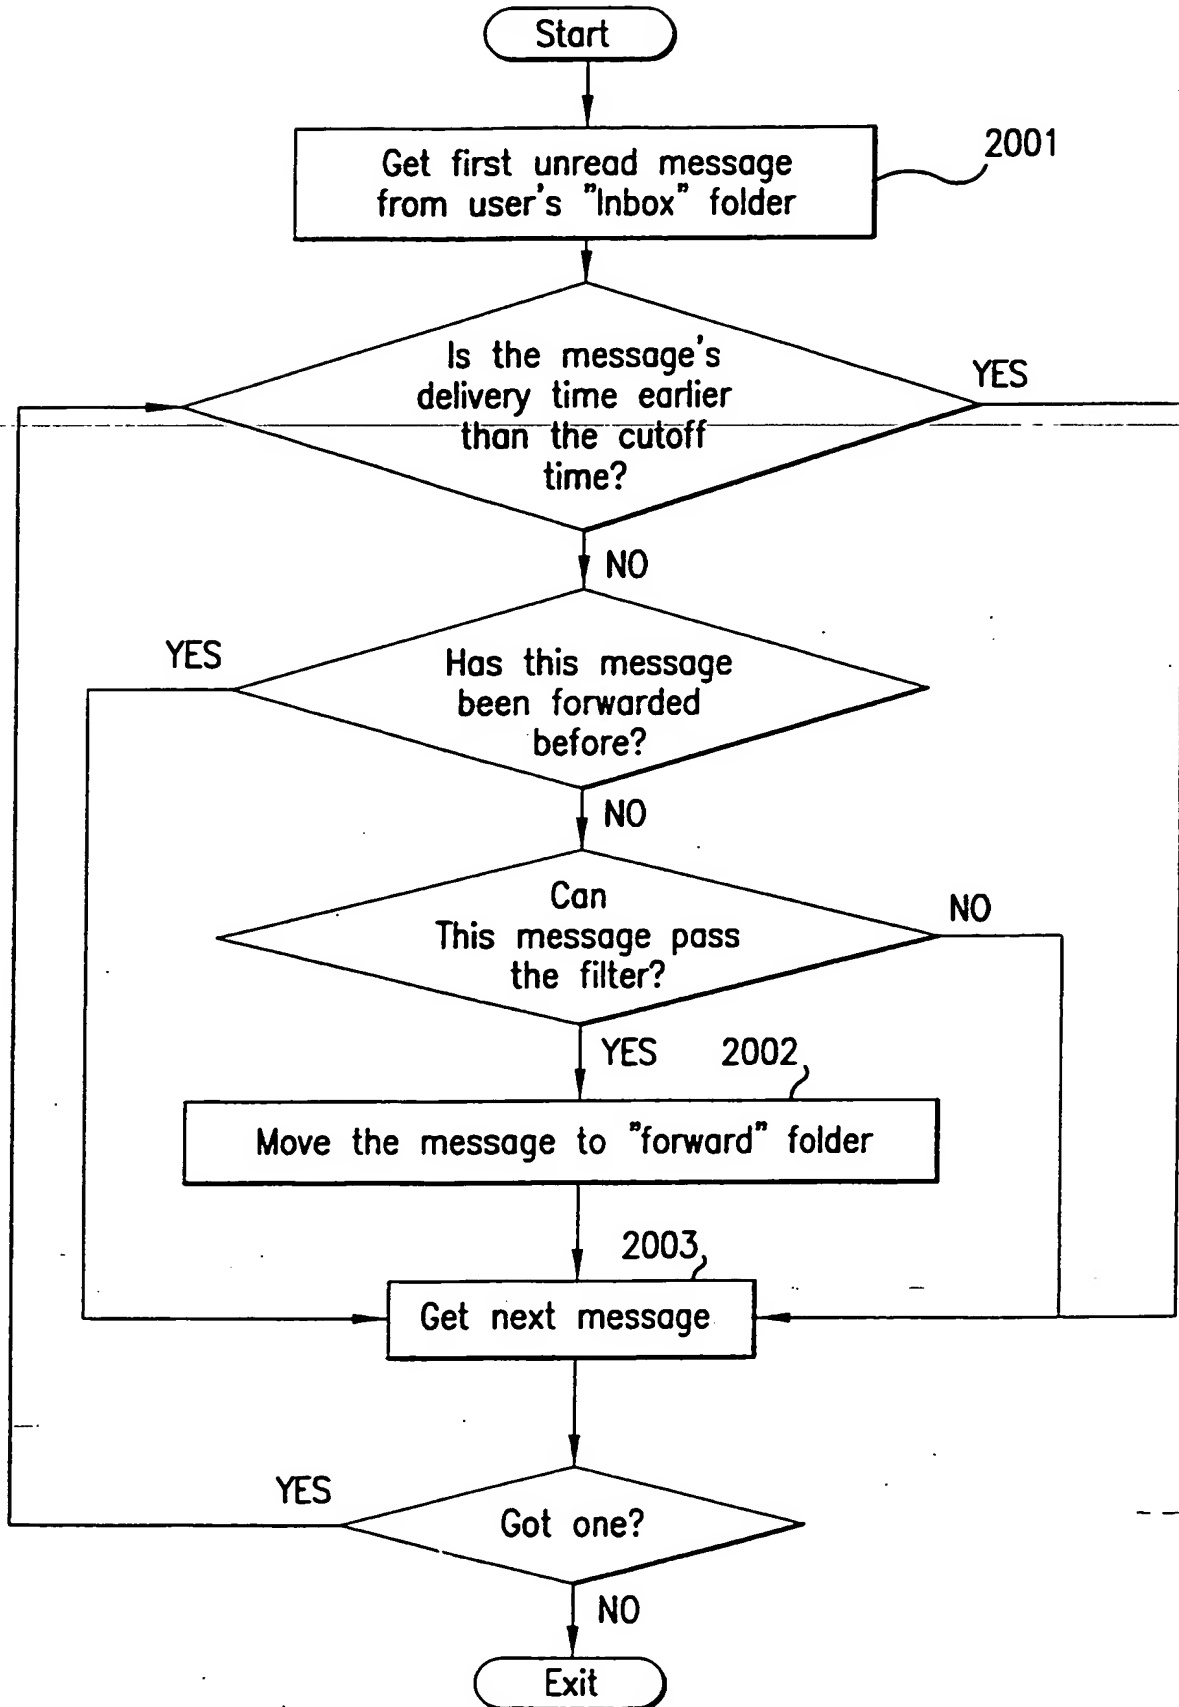 Start
Get first unread message
from user's "Inbox" folder
2001
Is the message's
delivery time earlier
than the cutoff
time?
YES
NO
YES
Has this message
been forwarded
before?
NO
Can
This message pass
the filter?
NO
YES
2002
Move the message to "forward" folder
2003
Get next message
YES
Got one?
NO
Exit